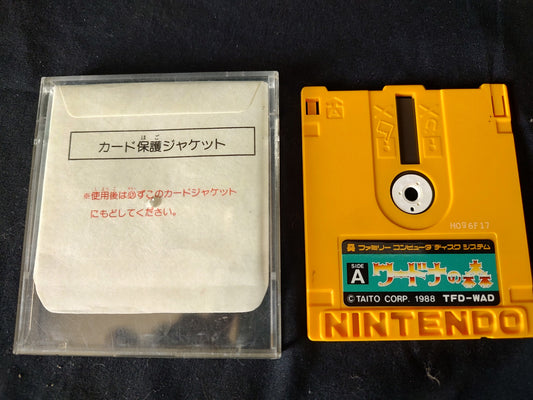 カード保護ジャケット
※使用後は必ずこのカードジャケット
にもどしてください。
H096F17
ファミリー コンピュータ ディスク システム
SIDE
A
ワードナの森
© TAITO CORP. 1988 TFD-WAD
NINTENDO